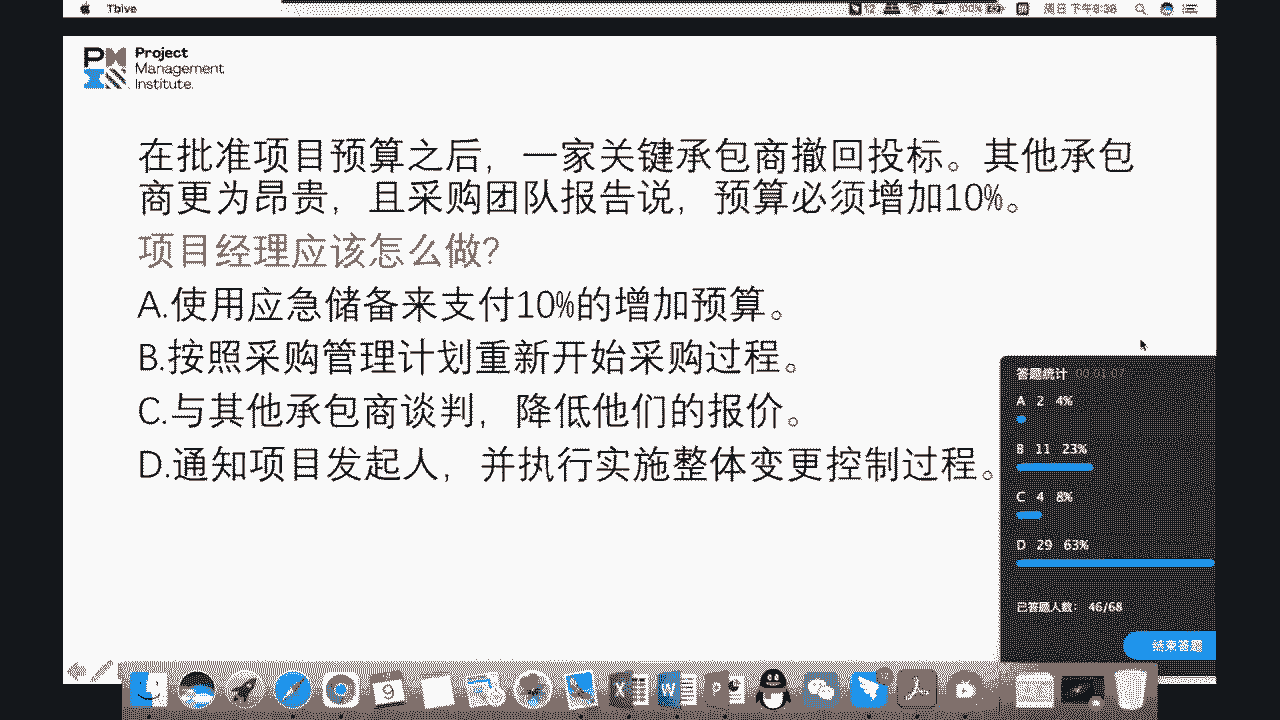 Tbive
100%
周日 下午8:38
Project
Management
Institute.
在批准项目预算之后，一家关键承包商撤回投标。其他承包
商更为昂贵，且采购团队报告说，预算必须增加10%。
项目经理应该怎么做?
A.使用应急储备来支付10%的增加预算。
B.按照采购管理计划重新开始采购过程。
C.与其他承包商谈判，降低他们的报价。
D.通知项目发起人，并执行实施整体变更控制过程。
答题统计
A 2 4%
B 11 23%
C 4 8%
D 29 63%
已答题人数： 46/68
结束答题
9